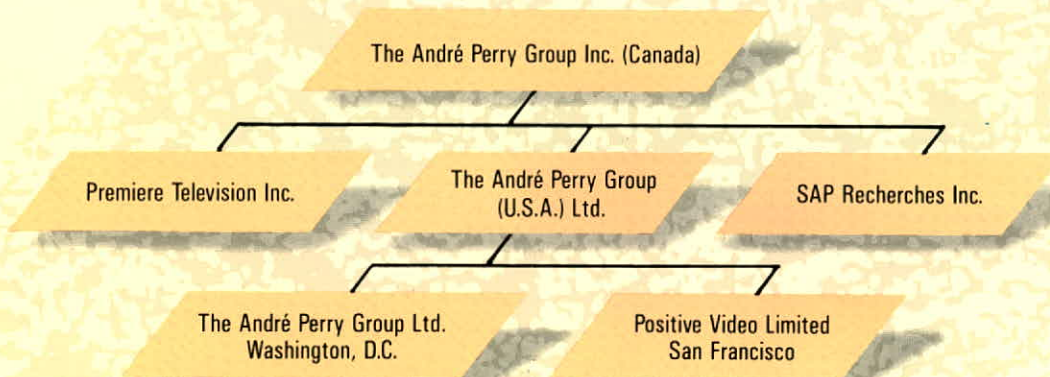 The André Perry Group Inc. (Canada)
Premiere Television Inc.
The André Perry Group
(U.S.A.) Ltd.
SAP Recherches Inc.
The André Perry Group Ltd.
Washington, D.C.
Positive Video Limited
San Francisco